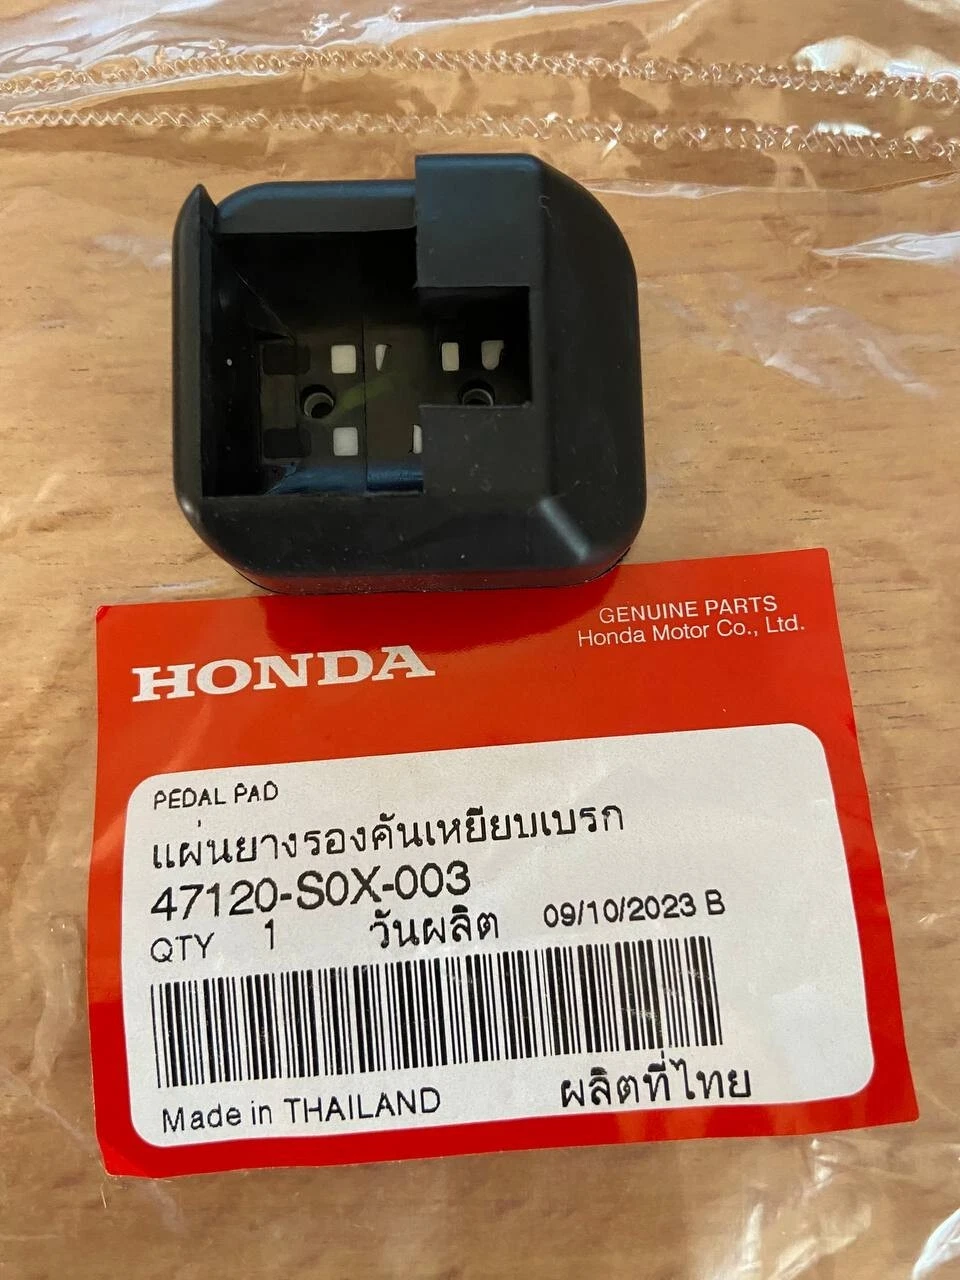 GENUINE PARTS
Honda Motor Co., Ltd.
HONDA
PEDAL PAD
แผ่นยางรองคันเหยียบเบรก
47120-S0X-003
QTY 1 วันผลิต 09/10/2023 B
Made in THAILAND ผลิตที่ไทย